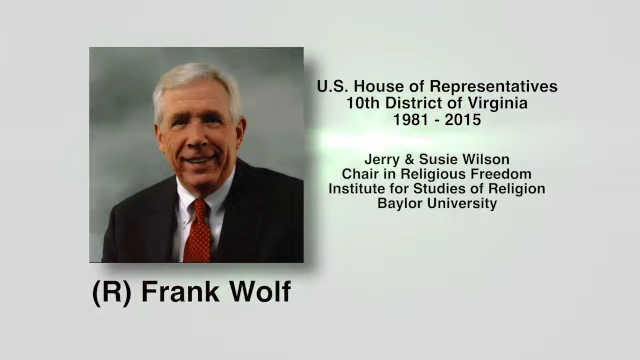 U.S. House of Representatives
10th District of Virginia
1981 - 2015
Jerry & Susie Wilson
Chair in Religious Freedom
Institute for Studies of Religion
Baylor University
(R) Frank Wolf